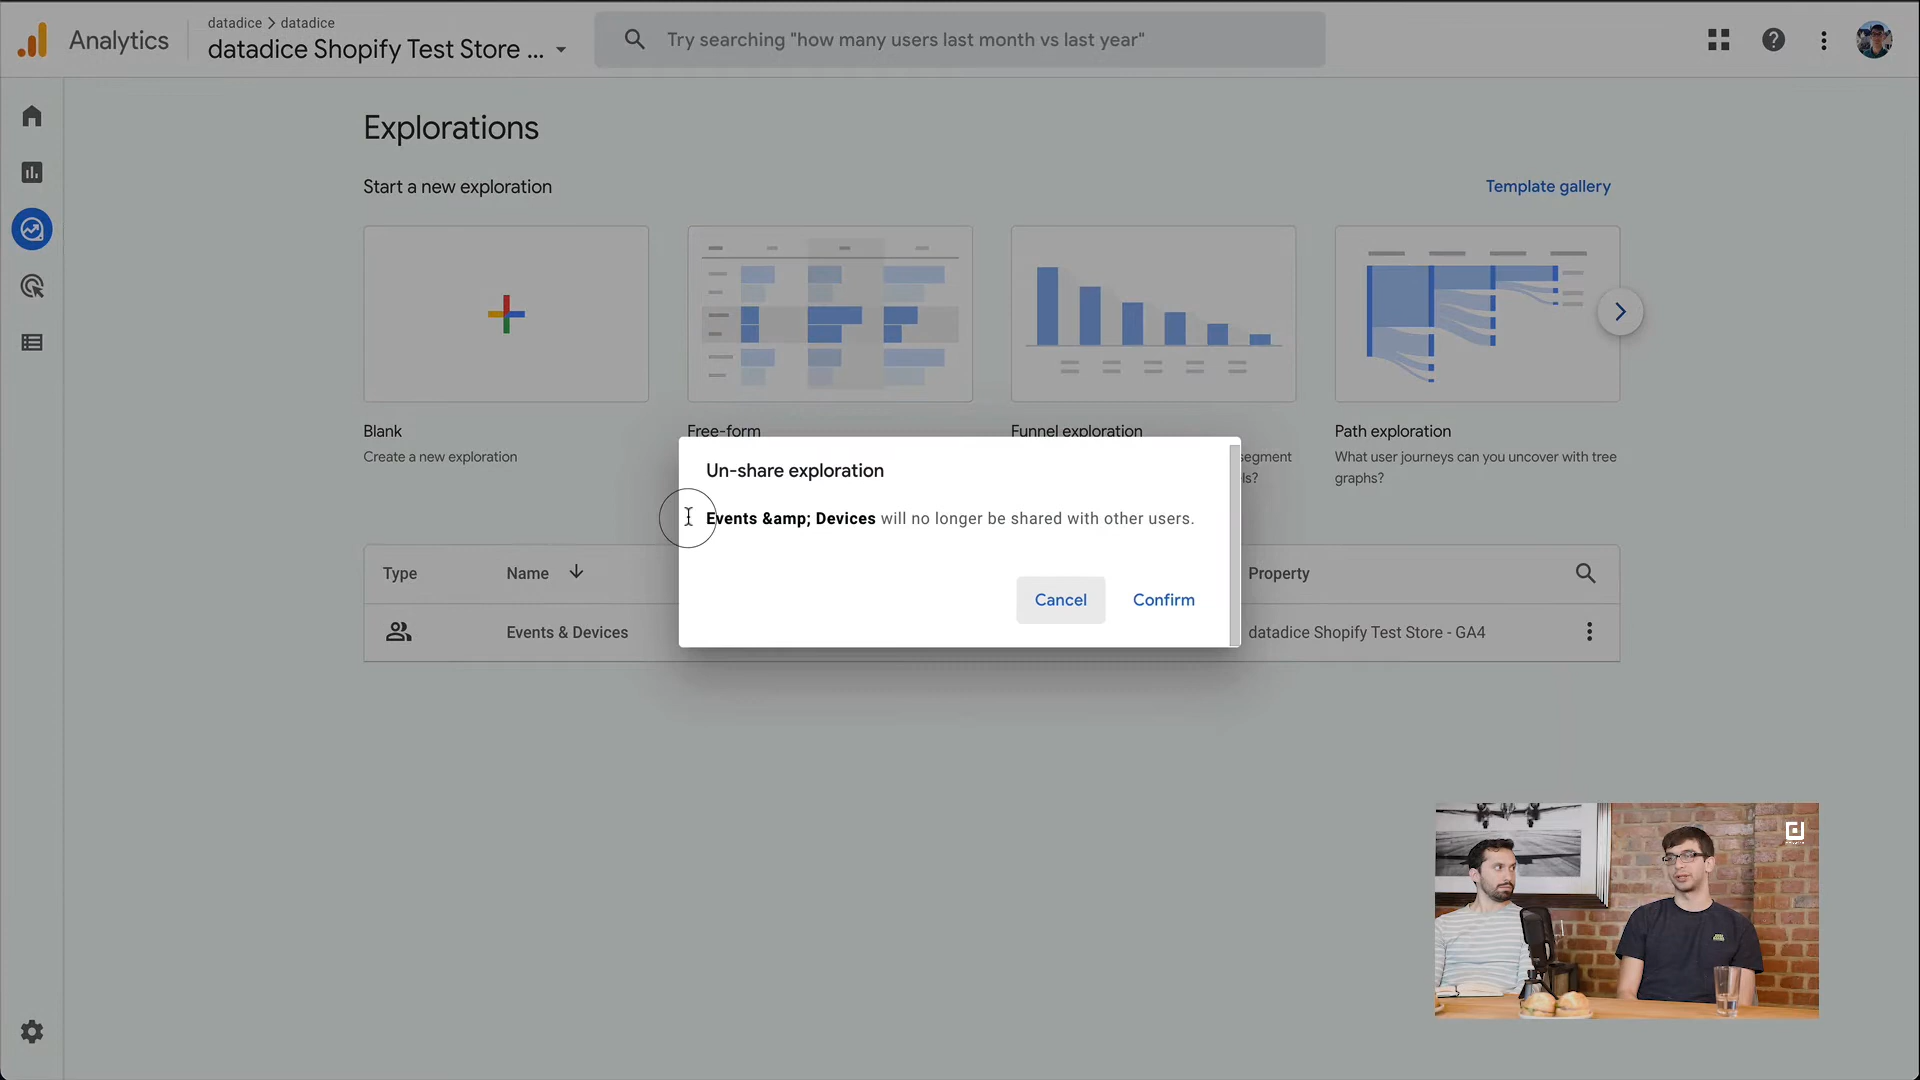 datadice > datadice
Analytics
datadice Shopify Test Store ...
Try searching "how many users last month vs last year"
Explorations
Start a new exploration
Template gallery
Blank
Create a new exploration
Free-form
Funnel exploration
segment
ls?
Path exploration
What user journeys can you uncover with tree
graphs?
Un-share exploration
Events &amp; Devices will no longer be shared with other users.
Cancel
Confirm
Type
Name
Property
Events & Devices
datadice Shopify Test Store - GA4